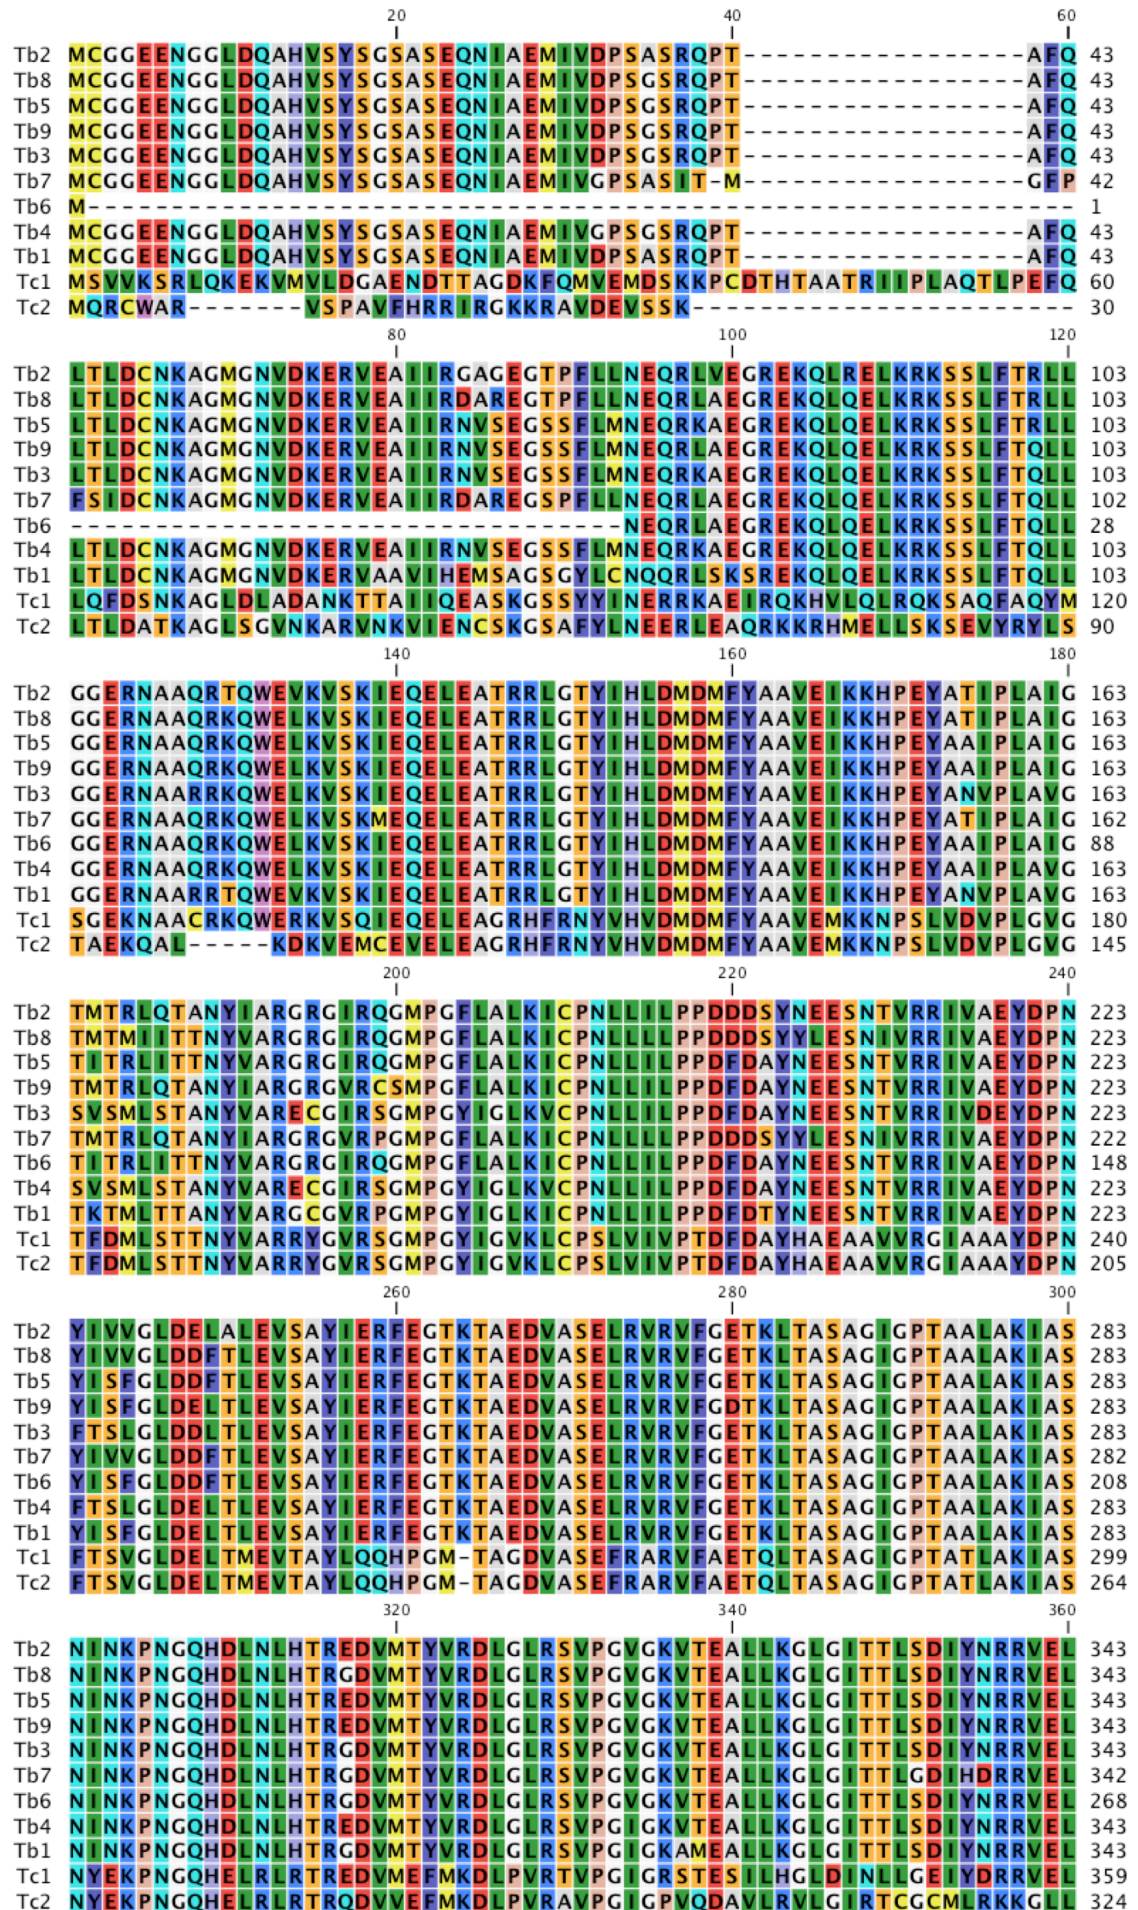 20 40 60
Tb2 MCGGEENGGLDQAHVSYSGSASEQNIAEMIVDPSASRQPT-----------------AFQ 43
Tb8 MCGGEENGGLDQAHVSYSGSASEQNIAEMIVDPSGSRQPT-----------------AFQ 43
Tb5 MCGGEENGGLDQAHVSYSGSASEQNIAEMIVDPSGSRQPT-----------------AFQ 43
Tb9 MCGGEENGGLDQAHVSYSGSASEQNIAEMIVDPSGSRQPT-----------------AFQ 43
Tb3 MCGGEENGGLDQAHVSYSGSASEQNIAEMIVDPSGSRQPT-----------------AFQ 43
Tb7 MCGGEENGGLDQAHVSYSGSASEQNIAEMIVGPSASIT-M-----------------GFP 42
Tb6 M----------------------------------------------------------- 1
Tb4 MCGGEENGGLDQAHVSYSGSASEQNIAEMIVGPSGSRQPT-----------------AFQ 43
Tb1 MCGGEENGGLDQAHVSYSGSASEQNIAEMIVDPSASRQPT-----------------AFQ 43
Tc1 MSVVKSRLQKEKVMVLDGAENDTTAGDKFQMVEMDSKKPCDTHTAATRIIPLAQTLPEFQ 60
Tc2 MQRCWAR-------VSPAVFHRRIRGKKRAVDEVSSK----------------------- 30
80 100 120
Tb2 LTLDCNKAGMGNVDKERVEAIIRGAGEGTPFLLNEQRLVEGREKQLRELKRKSSLFTRLL 103
Tb8 LTLDCNKAGMGNVDKERVEAIIRDAREGTPFLLNEQRLAEGREKQLQELKRKSSLFTRLL 103
Tb5 LTLDCNKAGMGNVDKERVEAIIRNVSEGSSFLMNEQRKAEGREKQLQELKRKSSLFTRLL 103
Tb9 LTLDCNKAGMGNVDKERVEAIIRNVSEGSSFLMNEQRLAEGREKQLQELKRKSSLFTQLL 103
Tb3 LTLDCNKAGMGNVDKERVEAIIRNVSEGSSFLMNEQRKAEGREKQLQELKRKSSLFTQLL 103
Tb7 FSIDCNKAGMGNVDKERVEAIIRDAREGSPFLLNEQRLAEGREKQLQELKRKSSLFTQLL 102
Tb6 ---------------------------------NEQRLAEGREKQLQELKRKSSLFTQLL 28
Tb4 LTLDCNKAGMGNVDKERVEAIIRNVSEGSSFLMNEQRKAEGREKQLQELKRKSSLFTQLL 103
Tb1 LTLDCNKAGMGNVDKERVAAVIHEMSAGSGYLCNQQRLSKSREKQLQELKRKSSLFTQLL 103
Tc1 LQFDSNKAGLDLADANKTTAIIQEASKGSSYYINERRKAEIRQKHVLQLRQKSAQFAQYM 120
Tc2 LTLDATKAGLSGVNKARVNKVIENCSKGSAFYLNEERLEAQRKKRHMELLSKSEVYRYLS 90
140 160 180
Tb2 GGERNAAQRTQWEVKVSKIEQELEATRRLGTYIHLDMDMFYAAVEIKKHPEYATIPLAIG 163
Tb8 GGERNAAQRKQWELKVSKIEQELEATRRLGTYIHLDMDMFYAAVEIKKHPEYATIPLAIG 163
Tb5 GGERNAAQRKQWELKVSKIEQELEATRRLGTYIHLDMDMFYAAVEIKKHPEYAAIPLAIG 163
Tb9 GGERNAAQRKQWELKVSKIEQELEATRRLGTYIHLDMDMFYAAVEIKKHPEYAAIPLAIG 163
Tb3 GGERNAARRKQWELKVSKIEQELEATRRLGTYIHLDMDMFYAAVEIKKHPEYANVPLAVG 163
Tb7 GGERNAAQRKQWELKVSKMEQELEATRRLGTYIHLDMDMFYAAVEIKKHPEYATIPLAIG 162
Tb6 GGERNAAQRKQWELKVSKIEQELEATRRLGTYIHLDMDMFYAAVEIKKHPEYAAIPLAIG 88
Tb4 GGERNAAQRKQWELKVSKIEQELEATRRLGTYIHLDMDMFYAAVEIKKHPEYAAIPLAVG 163
Tb1 GGERNAARRTQWEVKVSKIEQELEATRRLGTYIHLDMDMFYAAVEIKKHPEYANVPLAVG 163
Tc1 SGEKNAACRKQWERKVSQIEQELEAGRHFRNYVHVDMDMFYAAVEMKKNPSLVDVPLGVG 180
Tc2 TAEKQAL-----KDKVEMCEVELEAGRHFRNYVHVDMDMFYAAVEMKKNPSLVDVPLGVG 145
200 220 240
Tb2 TMTRLQTANYIARGRGIRQGMPGFLALKICPNLLILPPDDDSYNEESNTVRRIVAEYDPN 223
Tb8 TMTMIITTNYVARGRGIRQGMPGFLALKICPNLLILPPDDDSYYLESNIVRRIVAEYDPN 223
Tb5 TITRLITTNYVARGRGIRQGMPGFLALKICPNLLILPPDFDAYNEESNTVRRIVAEYDPN 223
Tb9 TMTRLQTANYIARGRGVRCSMPGFLALKICPNLLILPPDFDAYNEESNTVRRIVAEYDPN 223
Tb3 SVSMLSTANYVARECGIRSGMPGYIGLKVCPNLLILPPDFDAYNEESNTVRRIVDEYDPN 223
Tb7 TMTRLQTANYIARGRGVRPGMPGFLALKICPNLLLLPPDDDSYYLESNIVRRIVAEYDPN 222
Tb6 TITRLITTNYVARGRGIRQGMPGFLALKICPNLLILPPDFDAYNEESNTVRRIVAEYDPN 148
Tb4 SVSMLSTANYVARECGIRSGMPGYIGLKVCPNLLILPPDFDAYNEESNTVRRIVAEYDPN 223
Tb1 TKTMLTTANYVARGCGVRPGMPGYIGLKICPNLLILPPDFDTYNEESNTVRRIVAEYDPN 223
Tc1 TFDMLSTTNYVARRYGVRSGMPGYIGVKLCPSLVIVPTDFDAYHAEAAVVRGIAAAYDPN 240
Tc2 TFDMLSTTNYVARRYGVRSGMPGYIGVKLCPSLVIVPTDFDAYHAEAAVVRGIAAAYDPN 205
260 280 300
Tb2 YIVVGLDELALEVSAYIERFEGTKTAEDVASELRVRVFGETKLTASAGIGPTAALAKIAS 283
Tb8 YIVVGLDDFTLEVSAYIERFEGTKTAEDVASELRVRVFGETKLTASAGIGPTAALAKIAS 283
Tb5 YISFGLDDFTLEVSAYIERFEGTKTAEDVASELRVRVFGETKLTASAGIGPTAALAKIAS 283
Tb9 YISFGLDELTLEVSAYIERFEGTKTAEDVASELRVRVFGDTKLTASAGIGPTAALAKIAS 283
Tb3 FTSLGLDDLTLEVSAYIERFEGTKTAEDVASELRVRVFGETKLTASAGIGPTAALAKIAS 283
Tb7 YIVVGLDDFTLEVSAYIERFEGTKTAEDVASELRVRVFGETKLTASAGIGPTAALAKIAS 282
Tb6 YISFGLDDFTLEVSAYIERFEGTKTAEDVASELRVRVFGETKLTASAGIGPTAALAKIAS 208
Tb4 FTSLGLDELTLEVSAYIERFEGTKTAEDVASELRVRVFGETKLTASAGIGPTAALAKIAS 283
Tb1 YISFGLDELTLEVSAYIERFEGTKTAEDVASELRVRVFGETKLTASAGIGPTAALAKIAS 283
Tc1 FTSVGLDELTMEVTAYLQQHPGM-TAGDVASEFRARVFAETQLTASAGIGPTATLAKIAS 299
Tc2 FTSVGLDELTMEVTAYLQQHPGM-TAGDVASEFRARVFAETQLTASAGIGPTATLAKIAS 264
320 340 360
Tb2 NINKPNGQHDLNLHTREDVMTYVRDLGLRSVPGVGKVTEALLKGLGITTLSDIYNRRVEL 343
Tb8 NINKPNGQHDLNLHTRGDVMTYVRDLGLRSVPGVGKVTEALLKGLGITTLSDIYNRRVEL 343
Tb5 NINKPNGQHDLNLHTREDVMTYVRDLGLRSVPGVGKVTEALLKGLGITTLSDIYNRRVEL 343
Tb9 NINKPNGQHDLNLHTREDVMTYVRDLGLRSVPGVGKVTEALLKGLGITTLSDIYNRRVEL 343
Tb3 NINKPNGQHDLNLHTRGDVMTYVRDLGLRSVPGVGKVTEALLKGLGITTLSDIYNRRVEL 343
Tb7 NINKPNGQHDLNLHTRGDVMTYVRDLGLRSVPGVGKVTEALLKGLGITTLGDIHDRRVEL 342
Tb6 NINKPNGQHDLNLHTRGDVMTYVRDLGLRSVPGVGKVTEALLKGLGITTLSDIYNRRVEL 268
Tb4 NINKPNGQHDLNLHTREDVMTYVRDLGLRSVPGIGKVTEALLKGLGITTLSDIYNRRVEL 343
Tb1 NINKPNGQHDLNLHTRGDVMTYVRDLGLRSVPGIGKAMEALLKGLGITTLSDIYNRRVEL 343
Tc1 NYEKPNGQHELRLRTREDVMEFMKDLPVRTVPGIGRSTESILHGLDINLLGEIYDRRVEL 359
Tc2 NYEKPNGQHELRLRTRQDVVEFMKDLPVRAVPGIGPVQDAVLRVLGIRTCGCMLRKKGLL 324